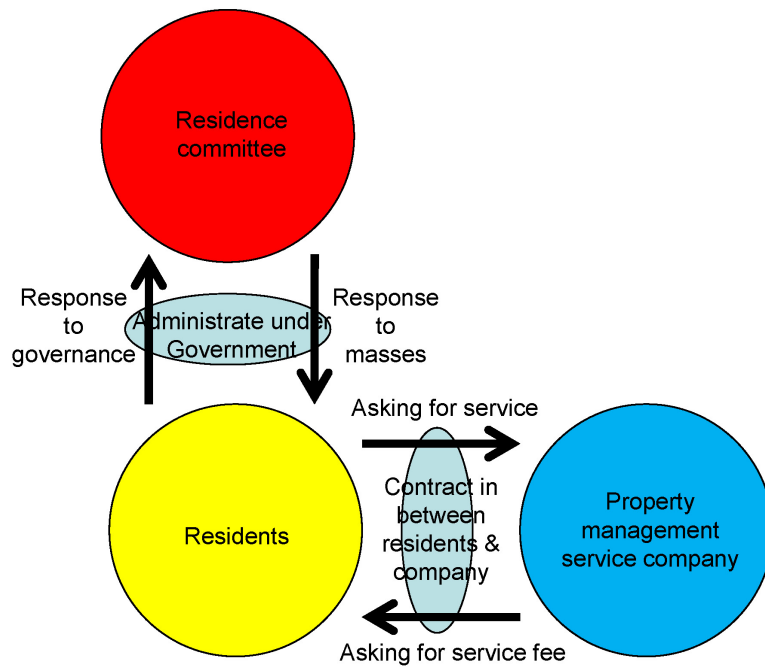 Residence
committee
Response
to
governance
Administrate under
Government
Response
to
masses
Asking for service
Residents
Contract in
between
residents &
company
Property
management
service company
Asking for service fee